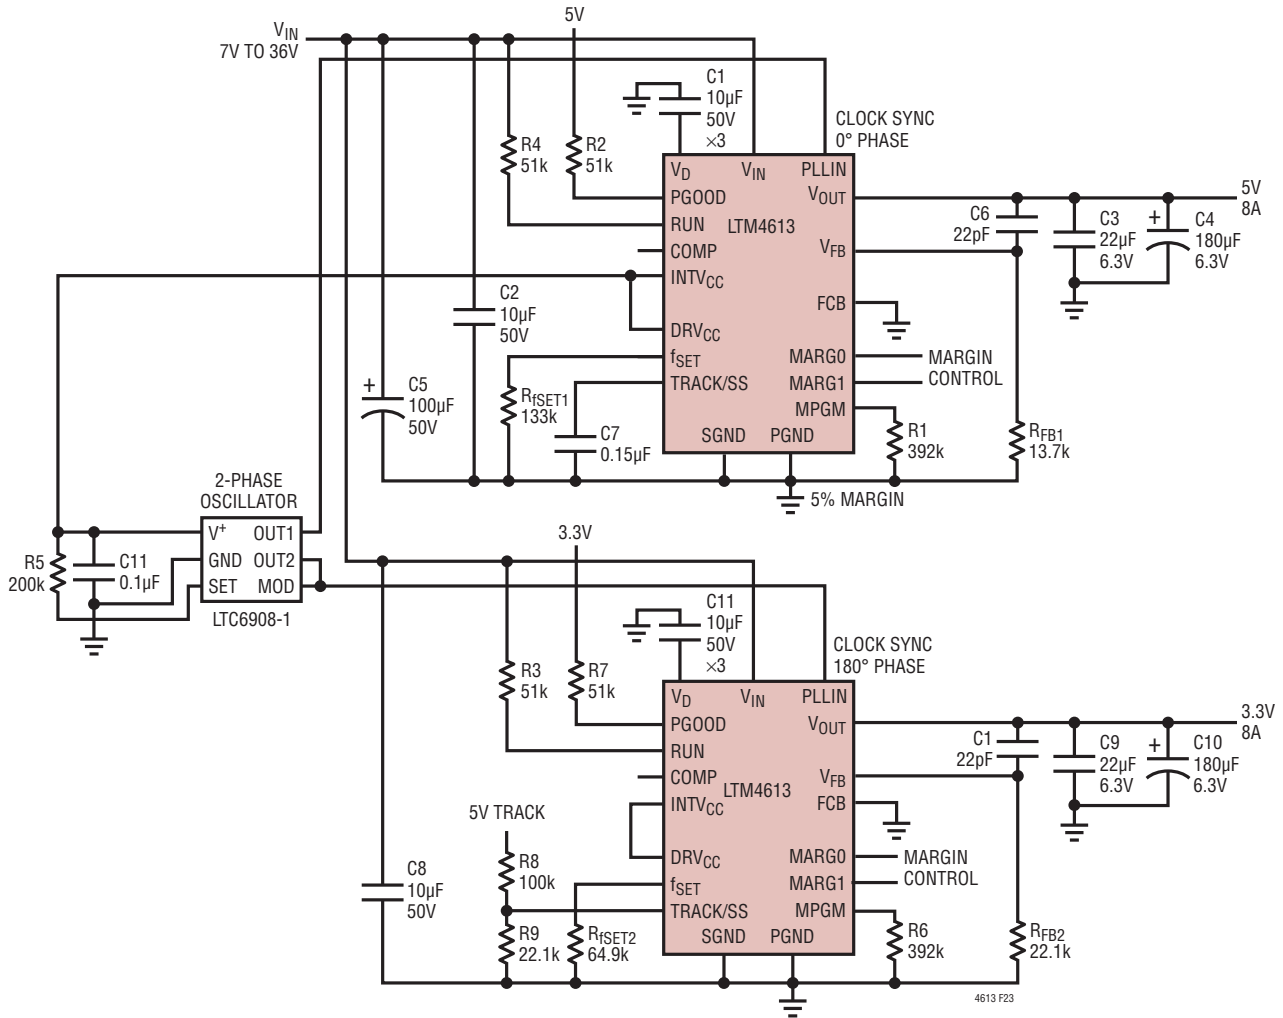 VIN
7V TO 36V
5V
C1
10µF
50V
×3
CLOCK SYNC
0° PHASE
R4
51k
R2
51k
VD
VIN
PLLIN
PGOOD
VOUT
RUN
LTM4613
COMP
VFB
INTVCC
DRVCC
FCB
fSET
MARG0
TRACK/SS
MARG1
MPGM
SGND
PGND
5V
8A
C6
22pF
C3
22µF
6.3V
+
C4
180µF
6.3V
C2
10µF
50V
+
C5
100µF
50V
RfSET1
133k
C7
0.15µF
MARGIN
CONTROL
R1
392k
RFB1
13.7k
5% MARGIN
2-PHASE
OSCILLATOR
V+
OUT1
GND
OUT2
SET
MOD
LTC6908-1
R5
200k
C11
0.1µF
3.3V
C11
10µF
50V
×3
CLOCK SYNC
180° PHASE
R3
51k
R7
51k
VD
VIN
PLLIN
PGOOD
VOUT
RUN
COMP
VFB
LTM4613
INTVCC
FCB
DRVCC
MARG0
fSET
MARG1
TRACK/SS
MPGM
SGND
PGND
3.3V
8A
C1
22pF
C9
22µF
6.3V
+
C10
180µF
6.3V
5V TRACK
R8
100k
C8
10µF
50V
R9
22.1k
RfSET2
64.9k
MARGIN
CONTROL
R6
392k
RFB2
22.1k
4613 F23